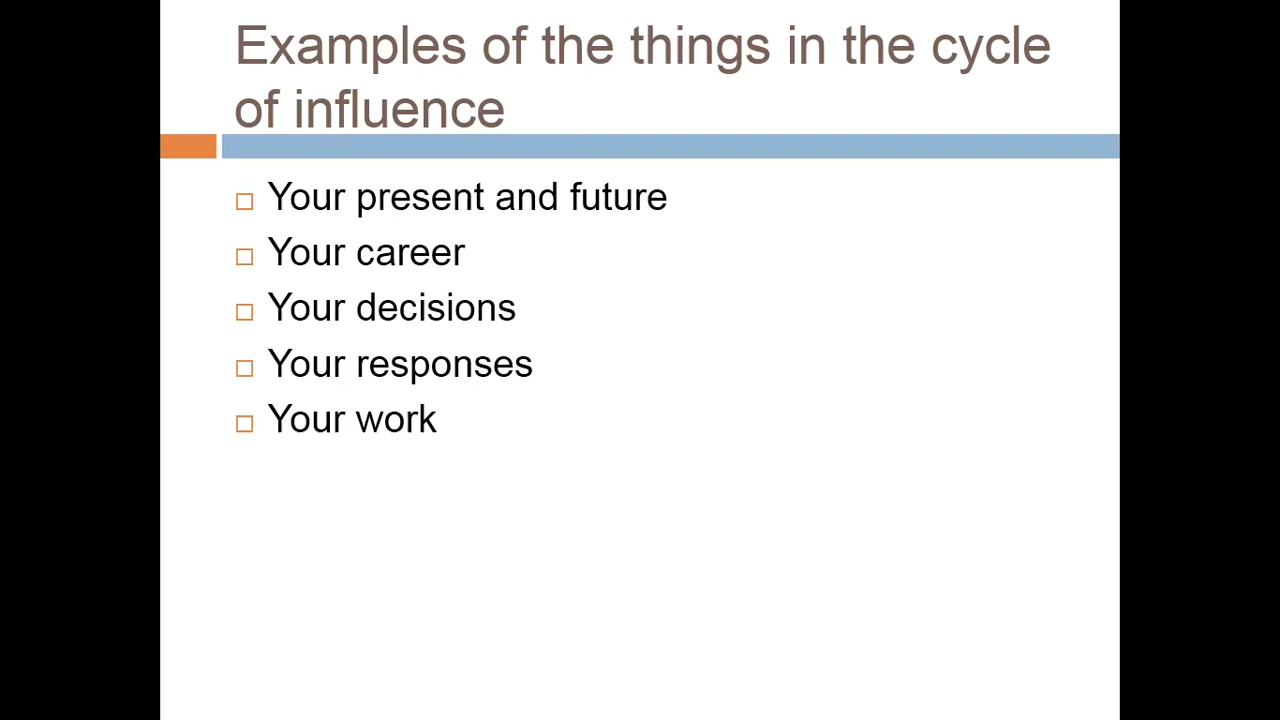 Examples of the things in the cycle
of influence
Your present and future
Your career
Your decisions
Your responses
Your work